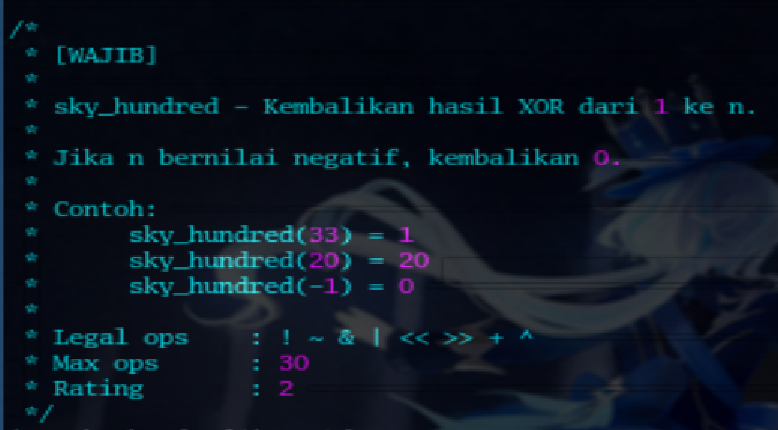 /*
* [WAJIB]
*
* sky_hundred - Kembalikan hasil XOR dari 1 ke n.
*
* Jika n bernilai negatif, kembalikan 0.
*
* Contoh:
* sky_hundred(33) = 1
* sky_hundred(20) = 20
* sky_hundred(-1) = 0
*
* Legal ops : ! ~ & | << >> + ^
* Max ops : 30
* Rating : 2
*/